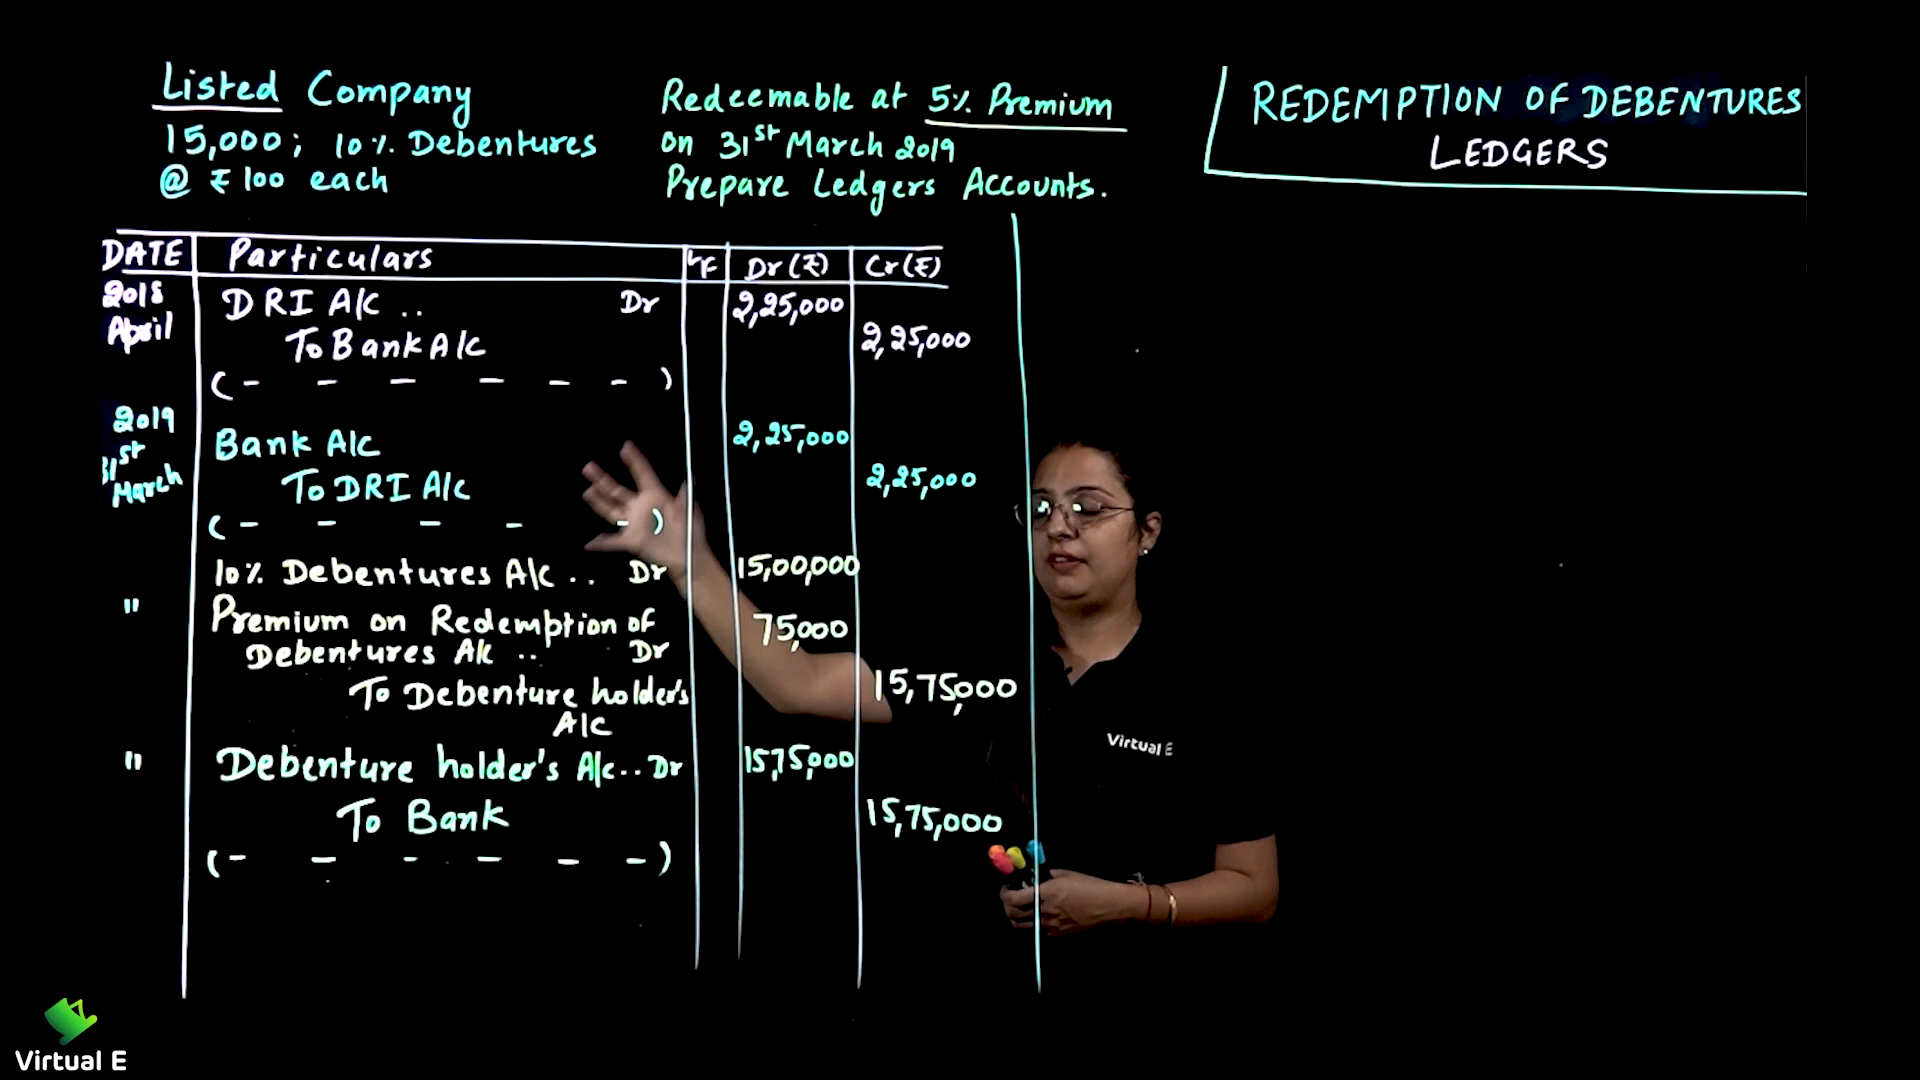 Listed Company
15,000; 10% Debentures
@ ₹100 each
Redeemable at 5% Premium
on 31st March 2019
Prepare Ledgers Accounts.
REDEMPTION OF DEBENTURES
LEDGERS
DATE Particulars LF Dr (₹) Cr (₹)
2018 April DRI A/c .. Dr 2,25,000
To Bank A/c 2,25,000
(- - - - - -)
2019 31st March Bank A/c 2,25,000
To DRI A/c 2,25,000
(- - - - -)
10% Debentures A/c .. Dr 15,00,000
" Premium on Redemption of 75,000
Debentures A/c .. Dr
To Debenture holder's 15,75,000
A/c
" Debenture holder's A/c .. Dr 15,75,000
To Bank 15,75,000
(- - - - - -)
Virtual E
Virtual E